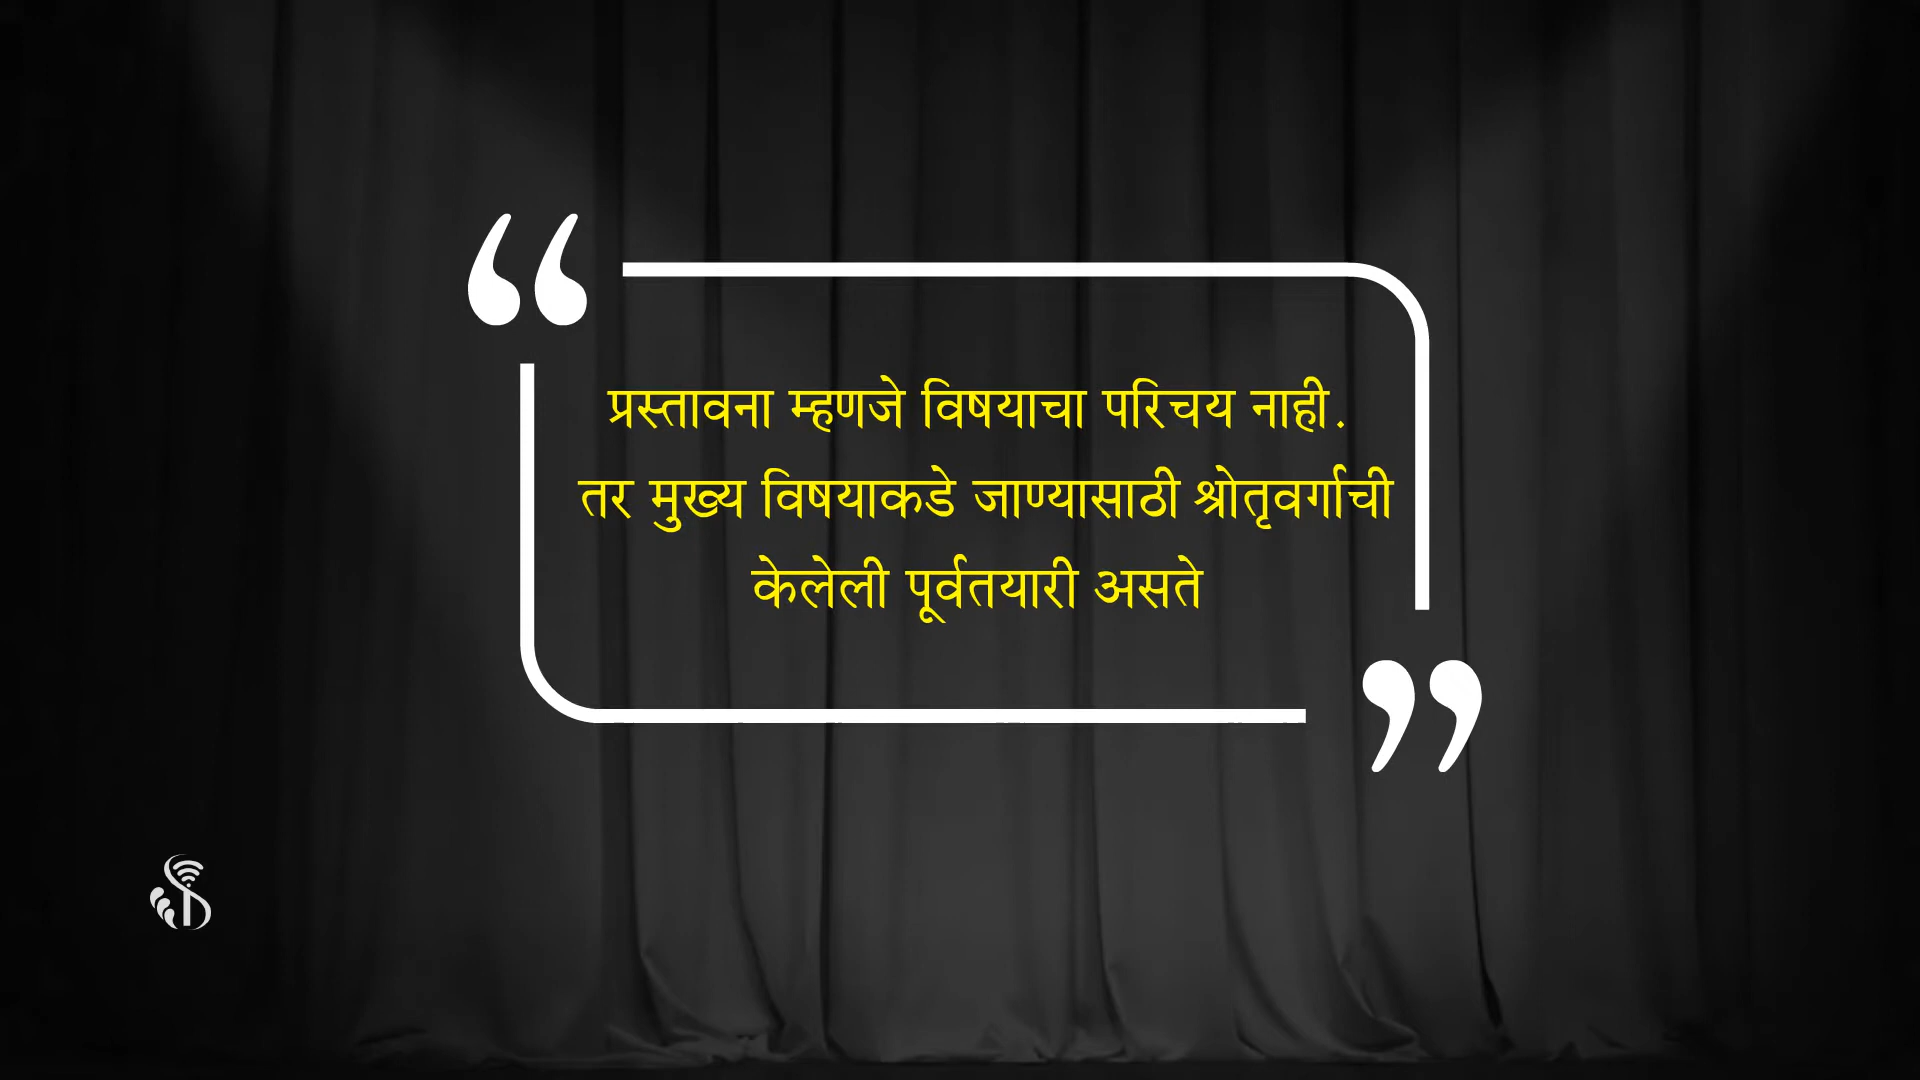 प्रस्तावना म्हणजे विषयाचा परिचय नाही.
तर मुख्य विषयाकडे जाण्यासाठी श्रोतृवर्गाची
केलेली पूर्वतयारी असते